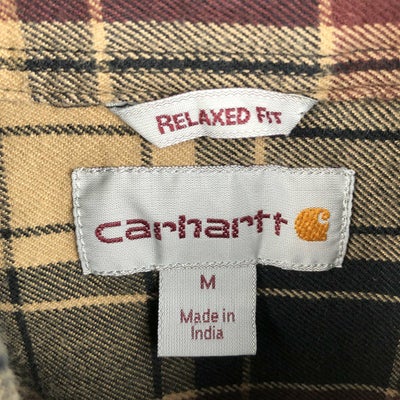 RELAXED FIT
carhartt
M
Made in
India